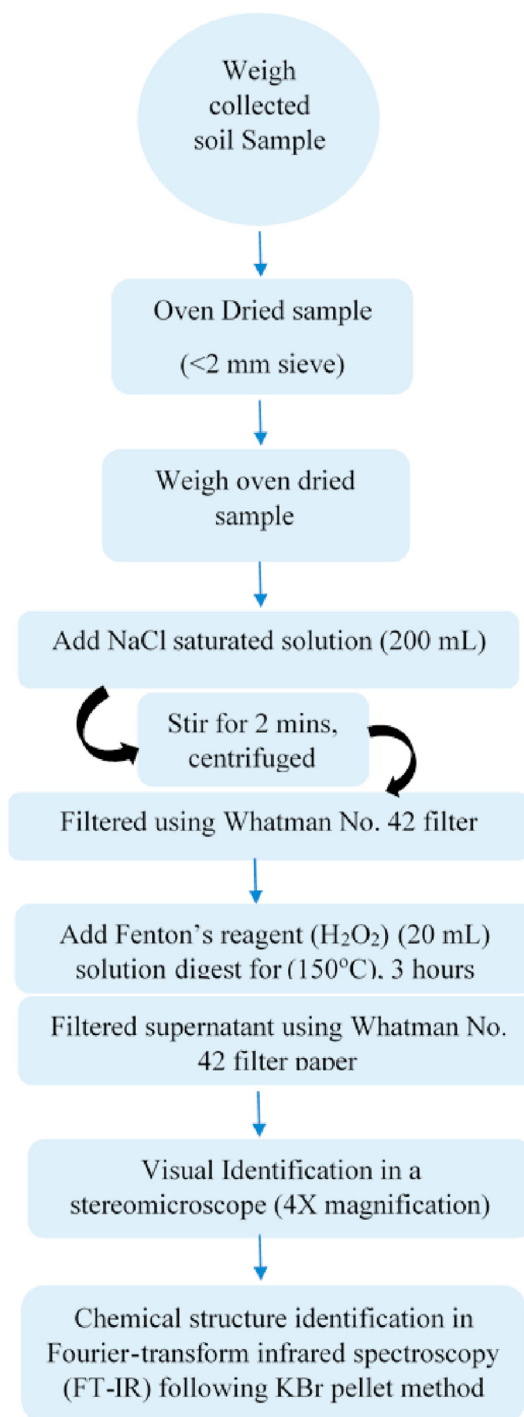 Weigh
collected
soil Sample
Oven Dried sample
(<2 mm sieve)
Weigh oven dried
sample
Add NaCl saturated solution (200 mL)
Stir for 2 mins,
centrifuged
Filtered using Whatman No. 42 filter
Add Fenton's reagent (H₂O₂) (20 mL)
solution digest for (150°C), 3 hours
Filtered supernatant using Whatman No.
42 filter paper
Visual Identification in a
stereomicroscope (4X magnification)
Chemical structure identification in
Fourier-transform infrared spectroscopy
(FT-IR) following KBr pellet method